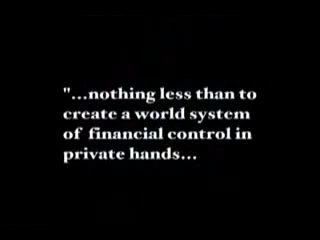 "...nothing less than to
create a world system
of financial control in
private hands...